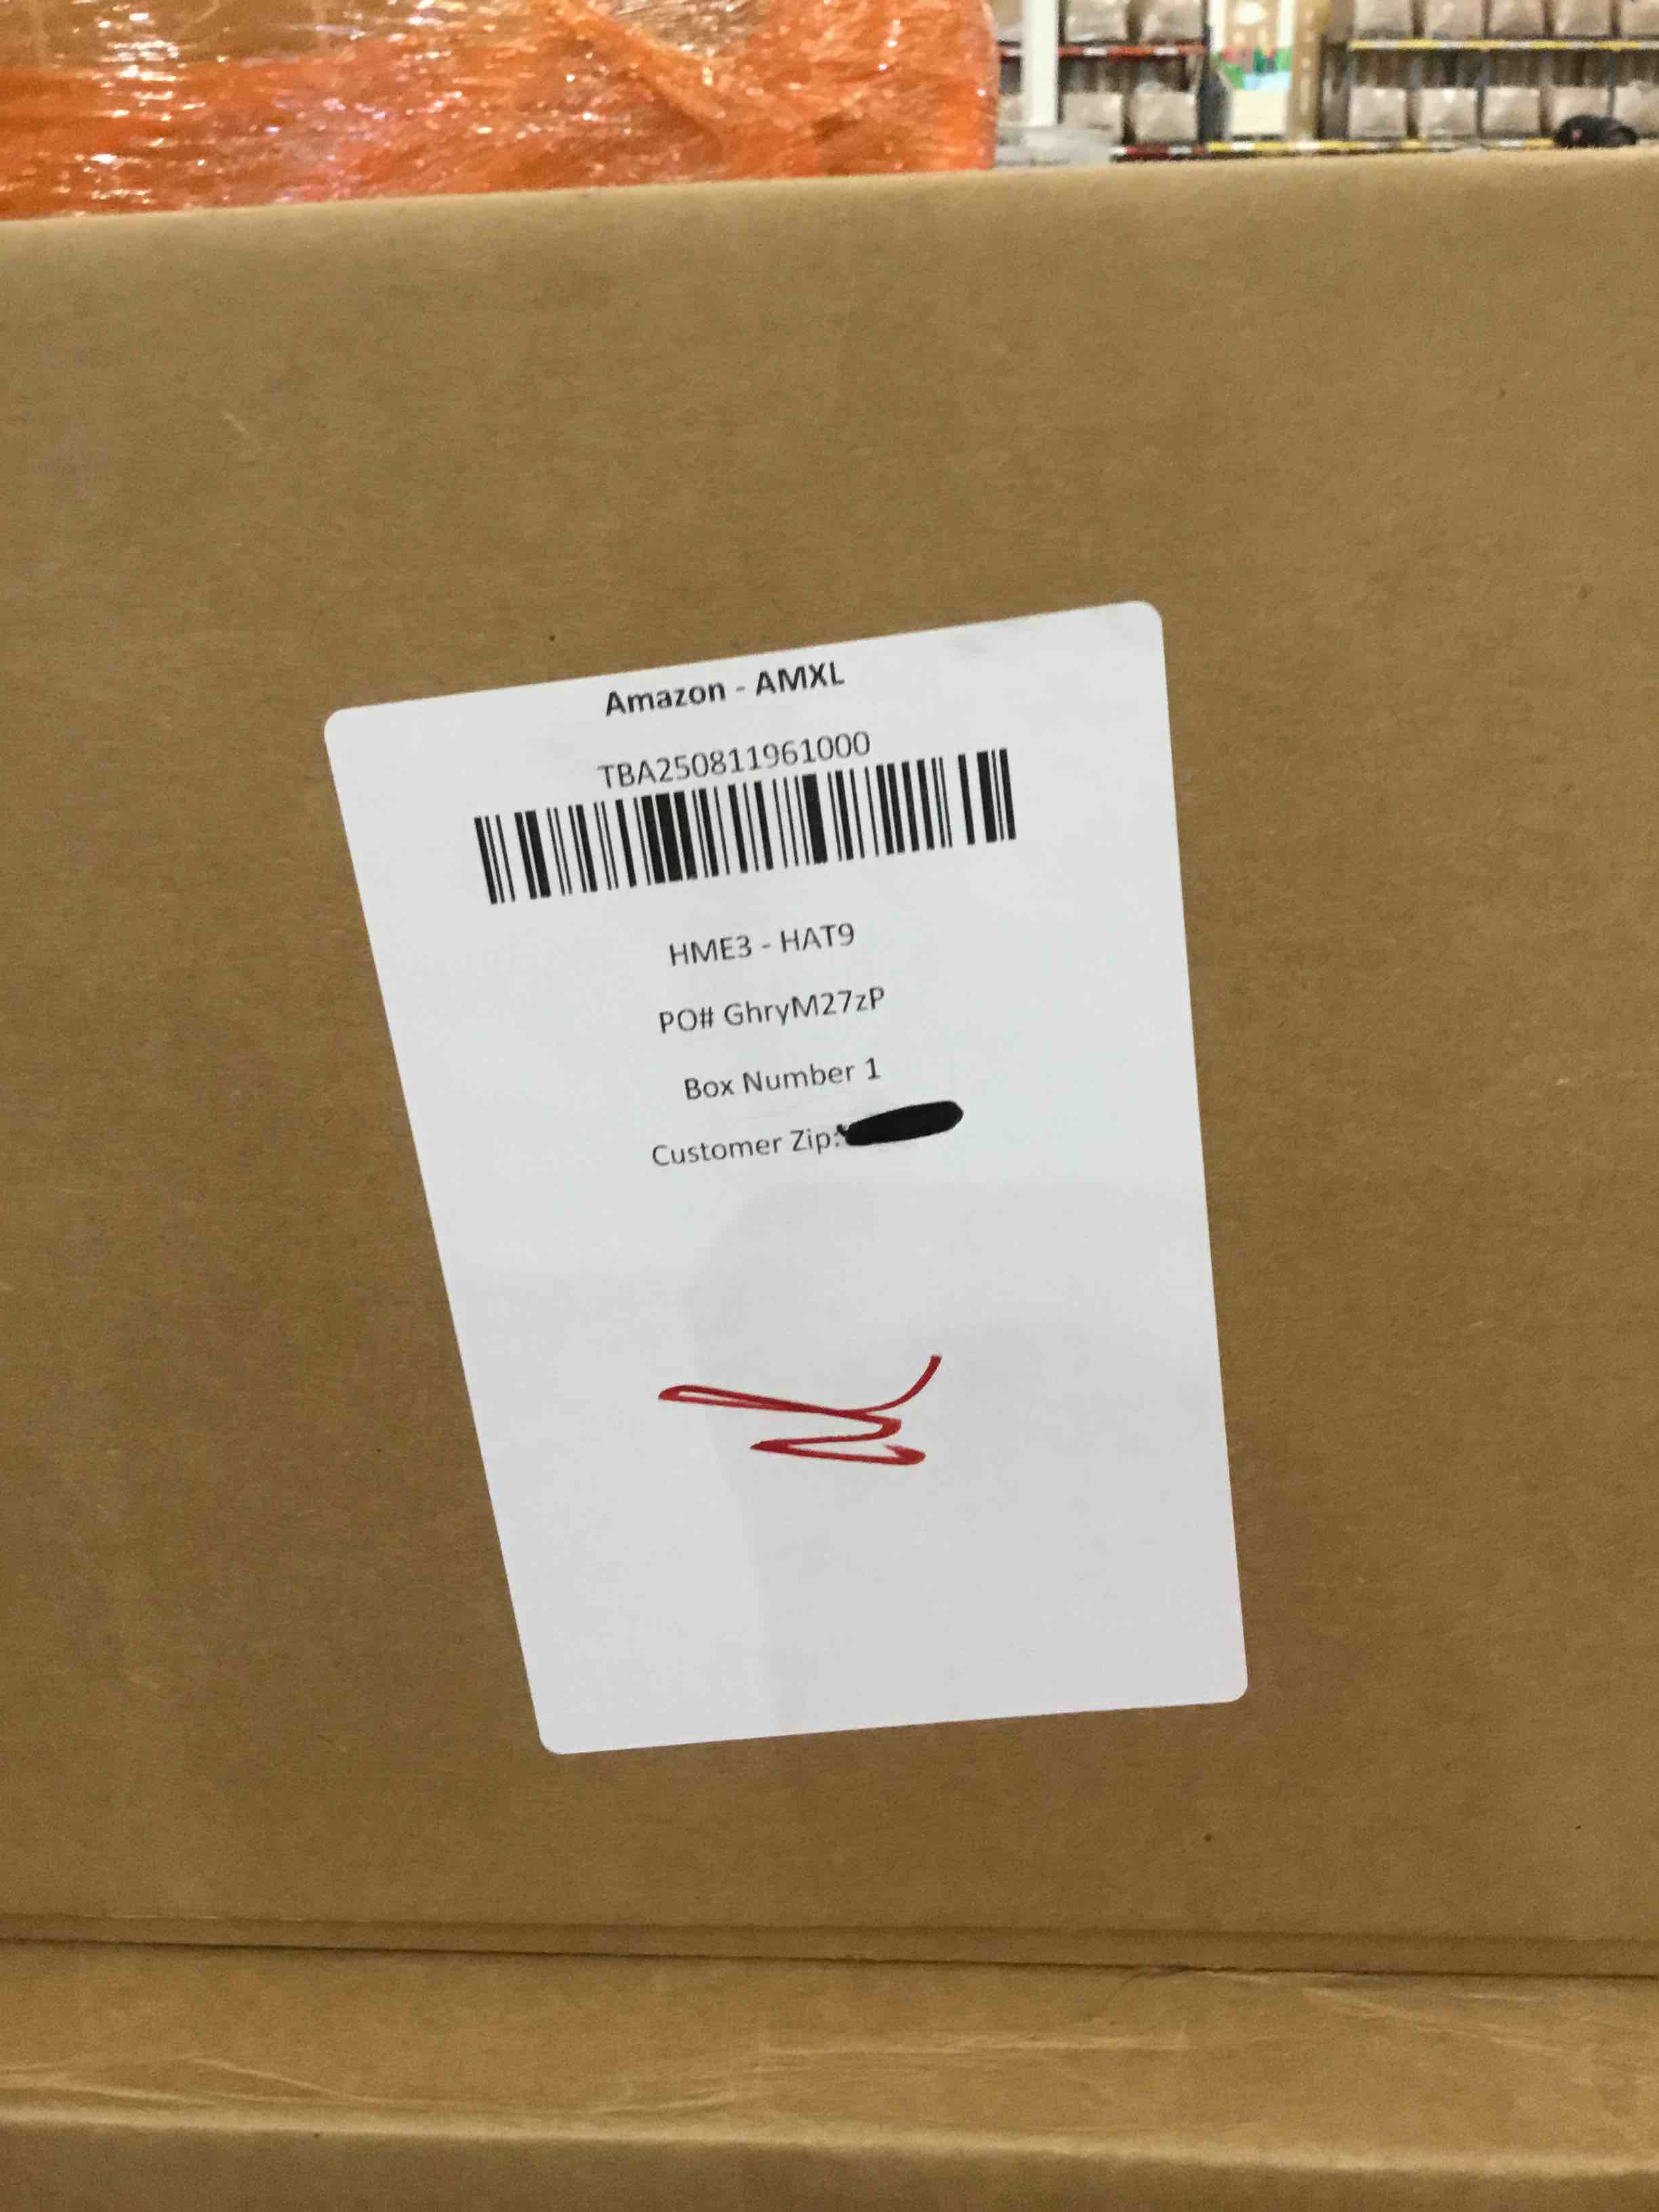 Amazon - AMXL
TBA250811961000
HME3 - HAT9
PO# GhryM27zP
Box Number 1
Customer Zip: